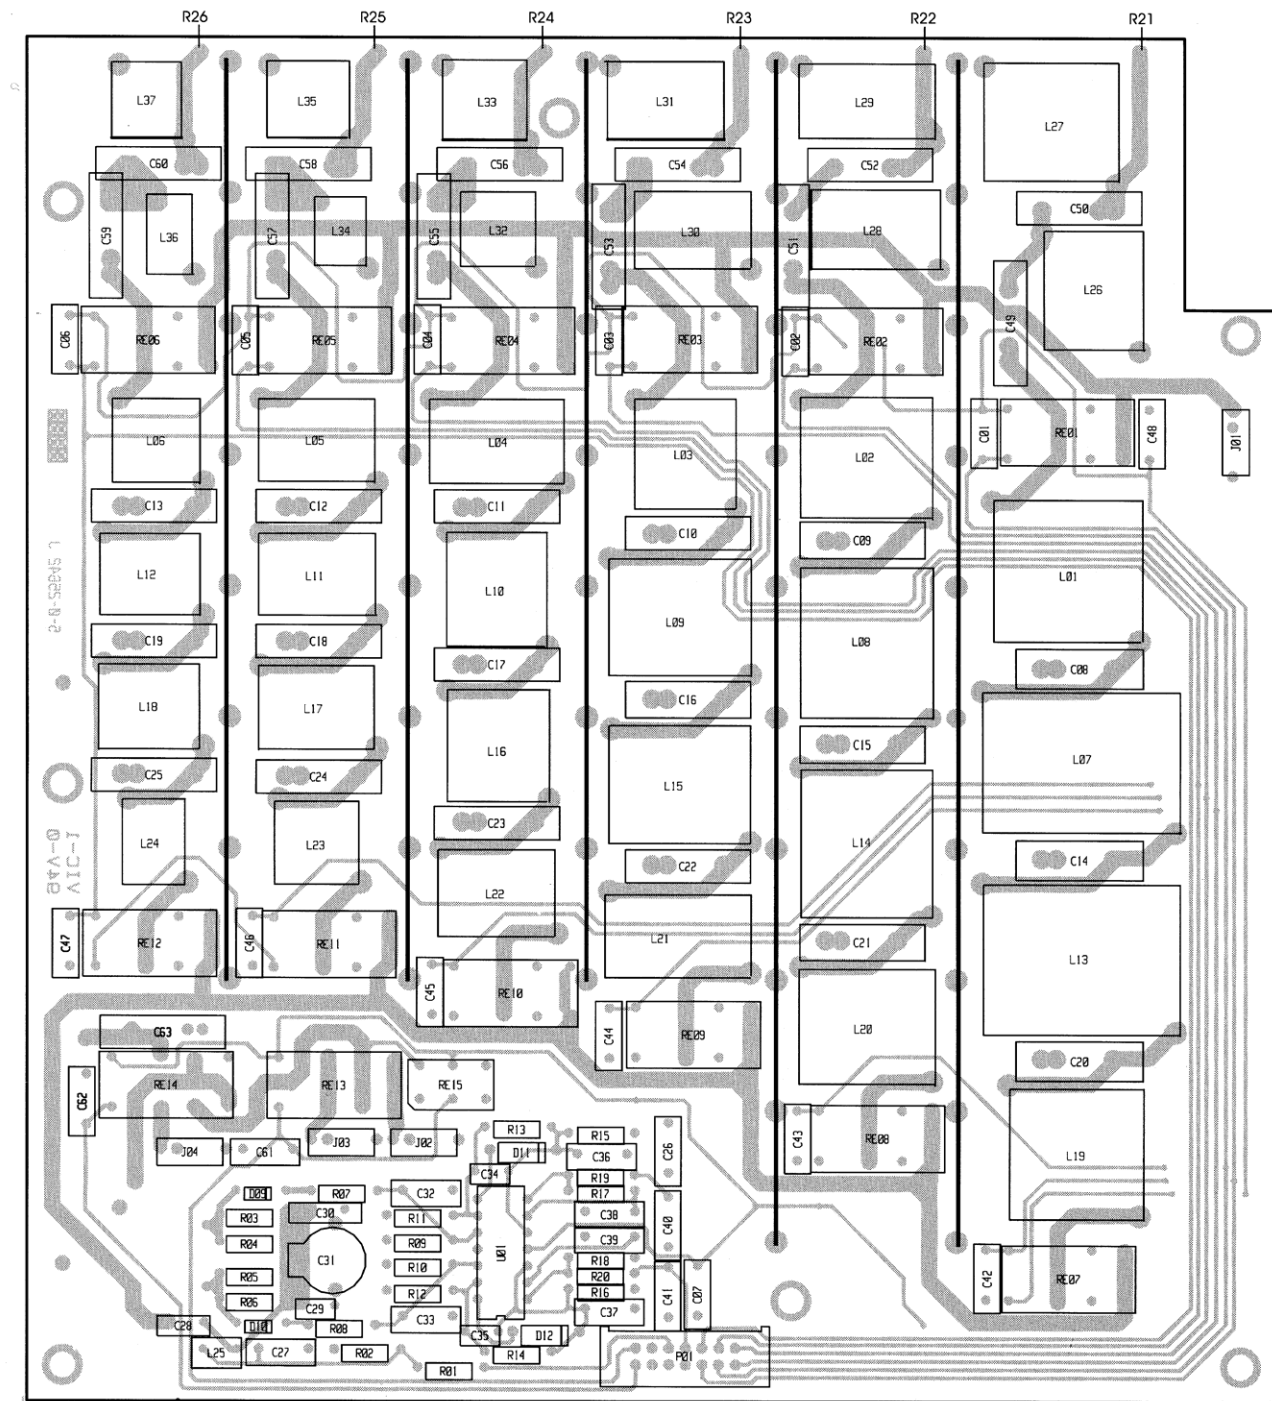 R26 R25 R24 R23 R22 R21
L37 L35 L33 L31 L29 L27
C60 C58 C56 C54 C52
C50
C59 L36 C57 L34 C55 L32 C53 L30 C51 L28
L26
C49
C06 RE06 C05 RE05 C04 RE04 C03 RE03 C02 RE02
C01 RE01 C48 J01
L06 L05 L04 L03 L02
C13 C12 C11 C10 C09
L12 L11 L10 L09 L08 L01
C19 C18 C17 C16 C08
L18 L17 L16 L15 C15 L07
C25 C24 C23 C22 L14 C14
L24 L23 L22 L21 C21 L13
94V-0
VIC-1
C47 RE12 C46 RE11 C45 RE10 C44 RE09 L20
C63 C20
C62 RE14 RE13 RE15
C43 RE08 L19
J04 C61 J03 J02 R13 D11 R15 C36 C26
C34 R19
D09 R07 C32 R17
R03 C30 R11 C38 C40
R04 C31 R09 U01 C39
R05 R10 R18 R20 C42 RE07
R06 C29 R12 R16 C41 C07
C28 D10 R08 C33 C35 D12 C37
L25 C27 R02 R14 P01
R01